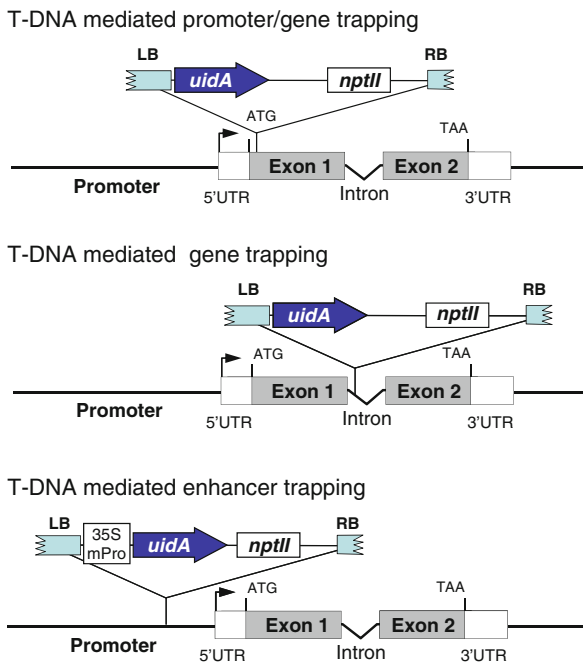 T-DNA mediated promoter/gene trapping
LB
RB
uidA
nptII
ATG
TAA
Exon 1
Exon 2
Promoter
5'UTR
Intron
3'UTR
T-DNA mediated gene trapping
LB
RB
uidA
nptII
ATG
TAA
Exon 1
Exon 2
Promoter
5'UTR
Intron
3'UTR
T-DNA mediated enhancer trapping
LB
RB
35S
mPro
uidA
nptII
ATG
TAA
Exon 1
Exon 2
Promoter
5'UTR
Intron
3'UTR